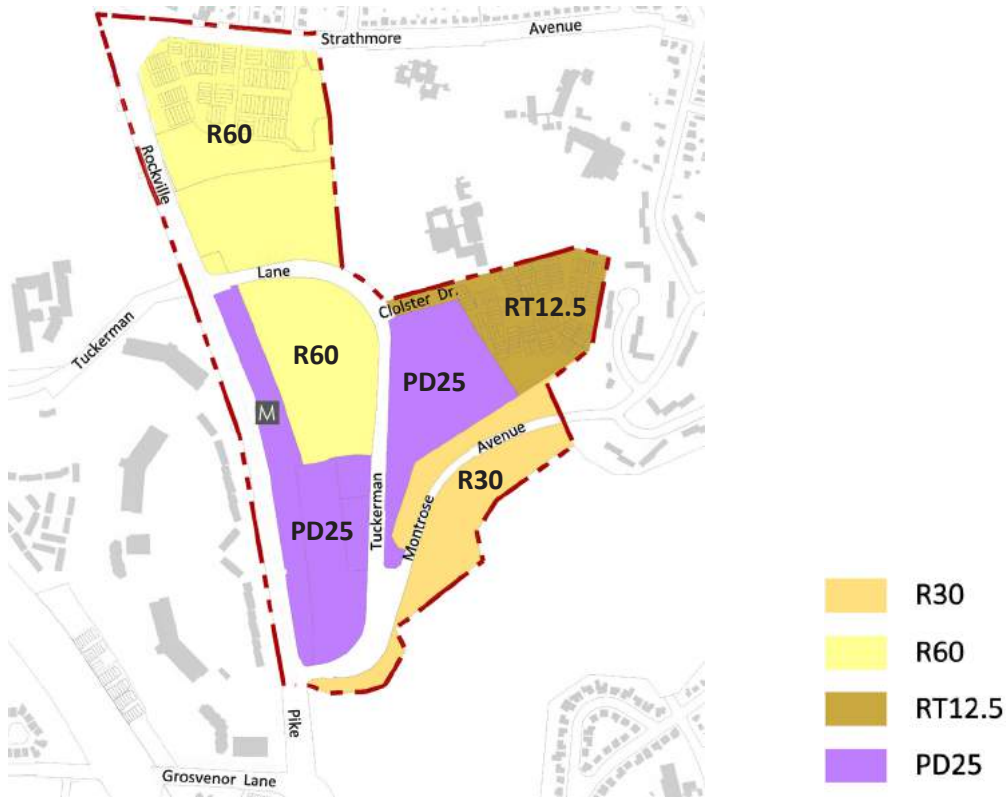 Strathmore
Avenue
R60
Rockville
Lane
Cloister Dr.
RT12.5
Tuckerman
R60
PD25
M
Avenue
R30
PD25
Tuckerman
Montrose
Pike
Grosvenor Lane
R30
R60
RT12.5
PD25